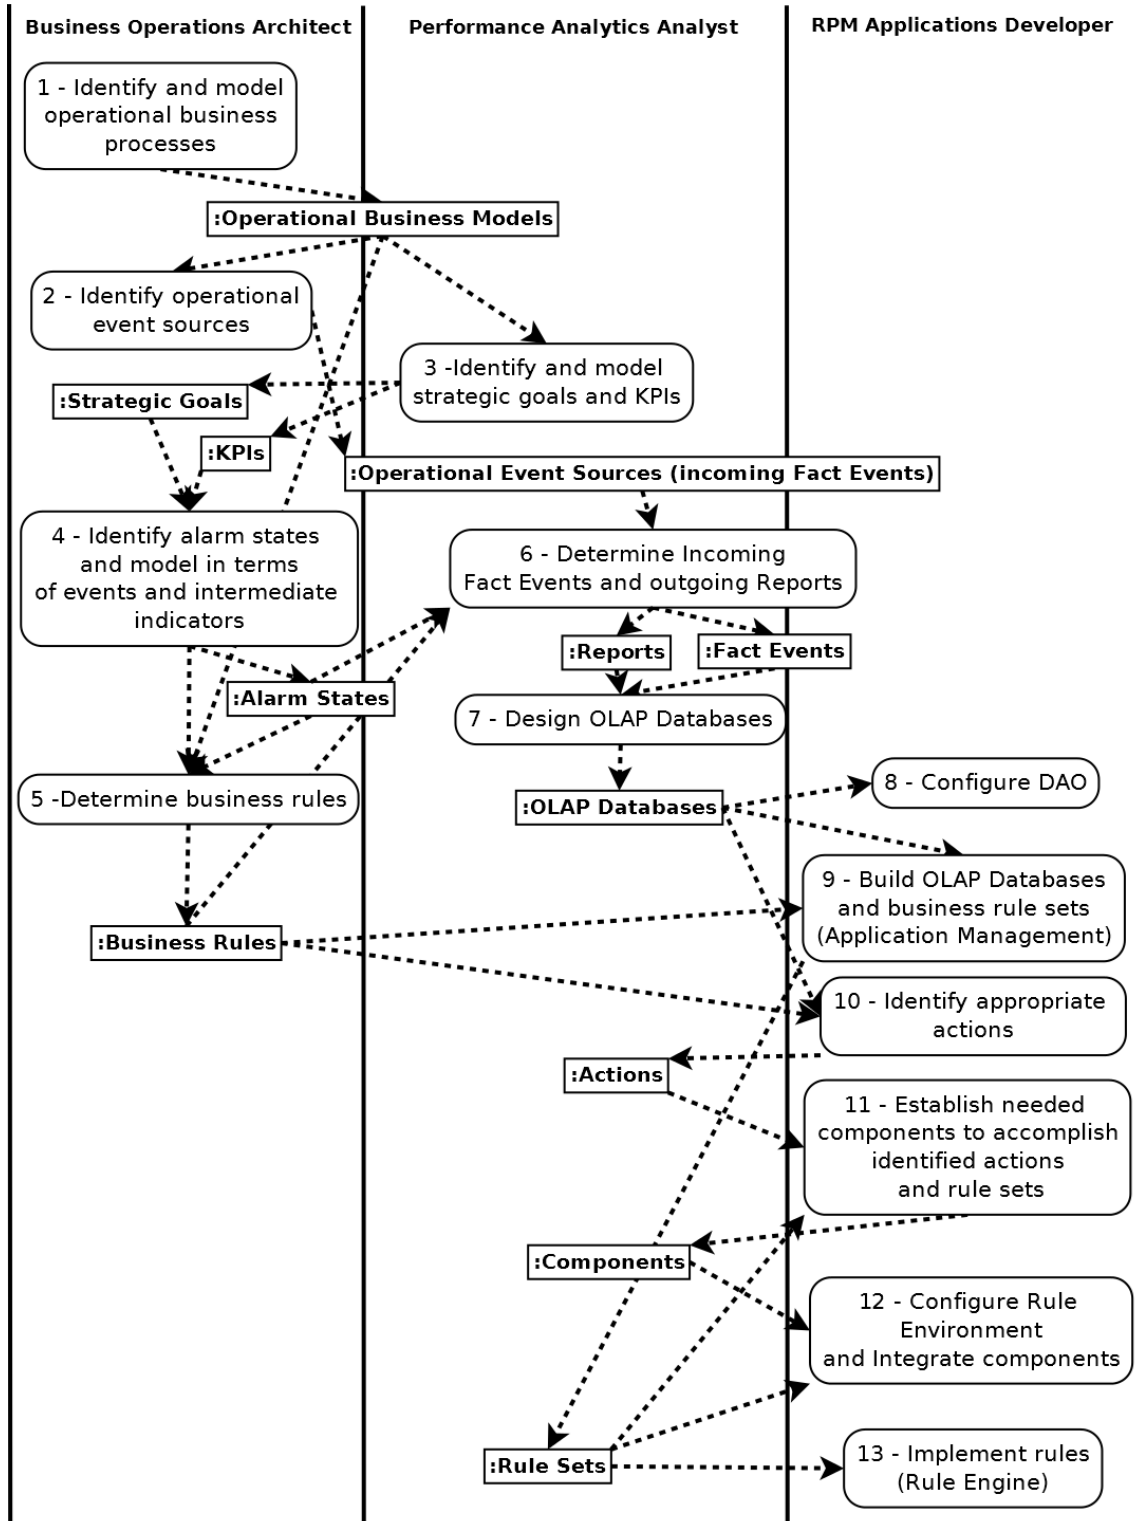 Business Operations Architect
Performance Analytics Analyst
RPM Applications Developer
1 - Identify and model
operational business
processes
:Operational Business Models
2 - Identify operational
event sources
3 -Identify and model
strategic goals and KPIs
:Strategic Goals
:KPIs
:Operational Event Sources (incoming Fact Events)
4 - Identify alarm states
and model in terms
of events and intermediate
indicators
6 - Determine Incoming
Fact Events and outgoing Reports
:Reports
:Fact Events
:Alarm States
7 - Design OLAP Databases
5 -Determine business rules
:OLAP Databases
8 - Configure DAO
9 - Build OLAP Databases
and business rule sets
(Application Management)
:Business Rules
10 - Identify appropriate
actions
:Actions
11 - Establish needed
components to accomplish
identified actions
and rule sets
:Components
12 - Configure Rule
Environment
and Integrate components
:Rule Sets
13 - Implement rules
(Rule Engine)